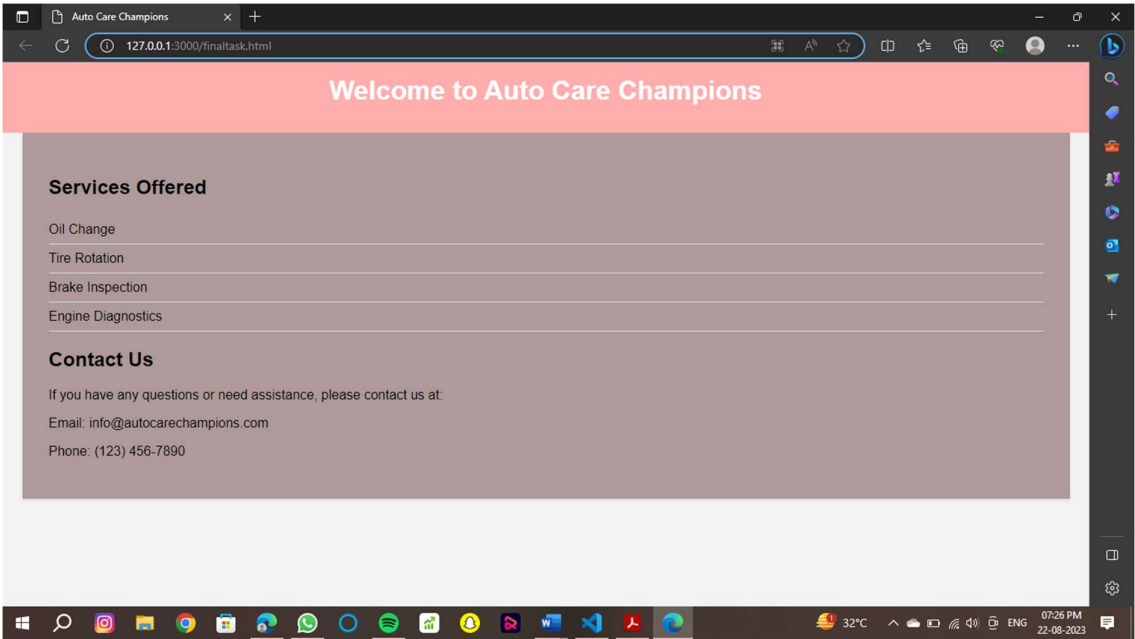 Auto Care Champions
127.0.0.1:3000/finaltask.html
Welcome to Auto Care Champions
Services Offered
Oil Change
Tire Rotation
Brake Inspection
Engine Diagnostics
Contact Us
If you have any questions or need assistance, please contact us at:
Email: info@autocarechampions.com
Phone: (123) 456-7890
32°C
ENG
07:26 PM
22-08-2023